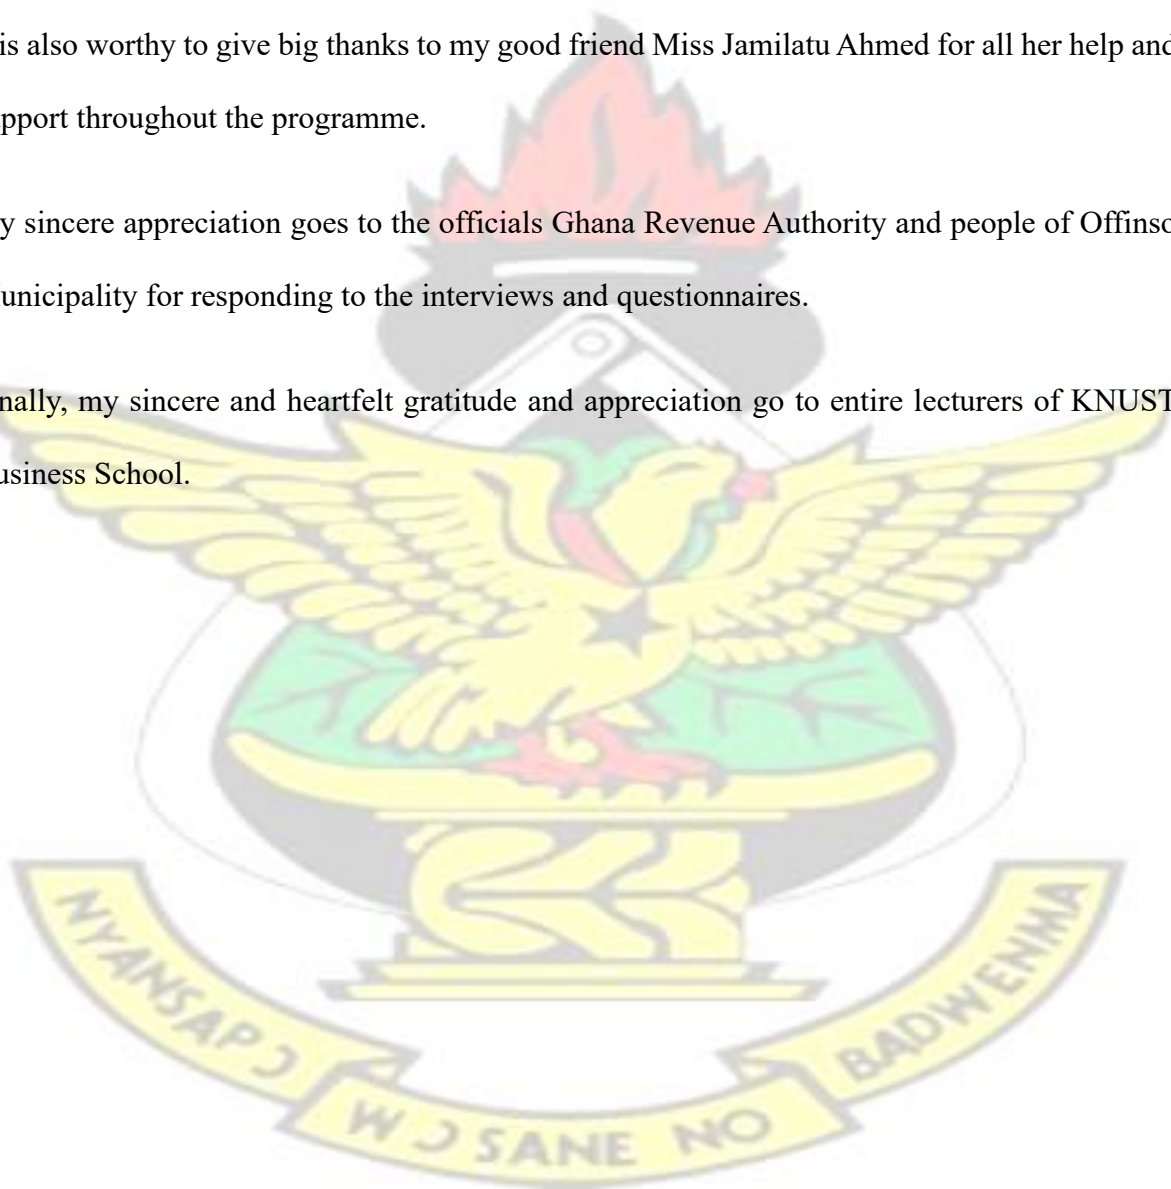 is also worthy to give big thanks to my good friend Miss Jamilatu Ahmed for all her help and
pport throughout the programme.
y sincere appreciation goes to the officials Ghana Revenue Authority and people of Offinso
unicipality for responding to the interviews and questionnaires.
nally, my sincere and heartfelt gratitude and appreciation go to entire lecturers of KNUST
usiness School.
NYANSAPƆ
WƆSANE NO
BADWENMA